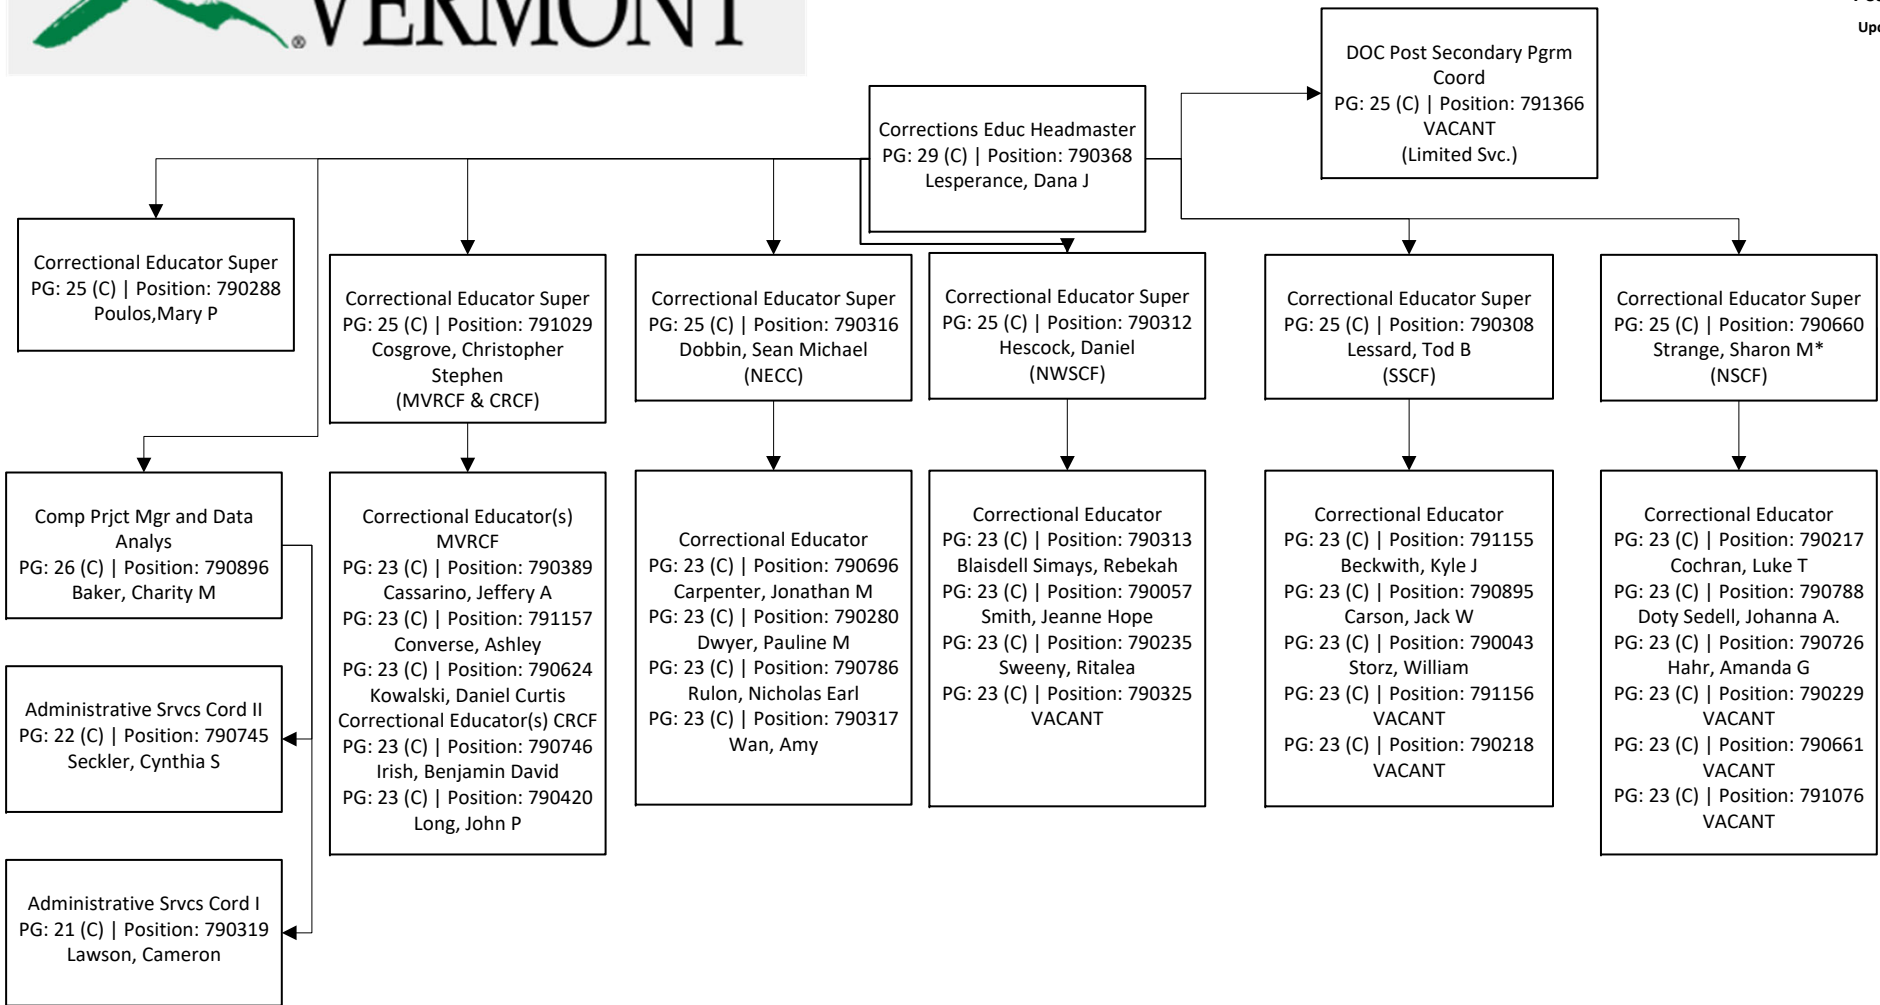 VERMONT
®
Upd
DOC Post Secondary Pgrm
Coord
PG: 25 (C) | Position: 791366
VACANT
(Limited Svc.)
Corrections Educ Headmaster
PG: 29 (C) | Position: 790368
Lesperance, Dana J
Correctional Educator Super
PG: 25 (C) | Position: 790288
Poulos,Mary P
Correctional Educator Super
PG: 25 (C) | Position: 791029
Cosgrove, Christopher
Stephen
(MVRCF & CRCF)
Correctional Educator Super
PG: 25 (C) | Position: 790316
Dobbin, Sean Michael
(NECC)
Correctional Educator Super
PG: 25 (C) | Position: 790312
Hescock, Daniel
(NWSCF)
Correctional Educator Super
PG: 25 (C) | Position: 790308
Lessard, Tod B
(SSCF)
Correctional Educator Super
PG: 25 (C) | Position: 790660
Strange, Sharon M*
(NSCF)
Comp Prjct Mgr and Data
Analys
PG: 26 (C) | Position: 790896
Baker, Charity M
Correctional Educator(s)
MVRCF
PG: 23 (C) | Position: 790389
Cassarino, Jeffery A
PG: 23 (C) | Position: 791157
Converse, Ashley
PG: 23 (C) | Position: 790624
Kowalski, Daniel Curtis
Correctional Educator(s) CRCF
PG: 23 (C) | Position: 790746
Irish, Benjamin David
PG: 23 (C) | Position: 790420
Long, John P
Correctional Educator
PG: 23 (C) | Position: 790696
Carpenter, Jonathan M
PG: 23 (C) | Position: 790280
Dwyer, Pauline M
PG: 23 (C) | Position: 790786
Rulon, Nicholas Earl
PG: 23 (C) | Position: 790317
Wan, Amy
Correctional Educator
PG: 23 (C) | Position: 790313
Blaisdell Simays, Rebekah
PG: 23 (C) | Position: 790057
Smith, Jeanne Hope
PG: 23 (C) | Position: 790235
Sweeny, Ritalea
PG: 23 (C) | Position: 790325
VACANT
Correctional Educator
PG: 23 (C) | Position: 791155
Beckwith, Kyle J
PG: 23 (C) | Position: 790895
Carson, Jack W
PG: 23 (C) | Position: 790043
Storz, William
PG: 23 (C) | Position: 791156
VACANT
PG: 23 (C) | Position: 790218
VACANT
Correctional Educator
PG: 23 (C) | Position: 790217
Cochran, Luke T
PG: 23 (C) | Position: 790788
Doty Sedell, Johanna A.
PG: 23 (C) | Position: 790726
Hahr, Amanda G
PG: 23 (C) | Position: 790229
VACANT
PG: 23 (C) | Position: 790661
VACANT
PG: 23 (C) | Position: 791076
VACANT
Administrative Srvcs Cord II
PG: 22 (C) | Position: 790745
Seckler, Cynthia S
Administrative Srvcs Cord I
PG: 21 (C) | Position: 790319
Lawson, Cameron